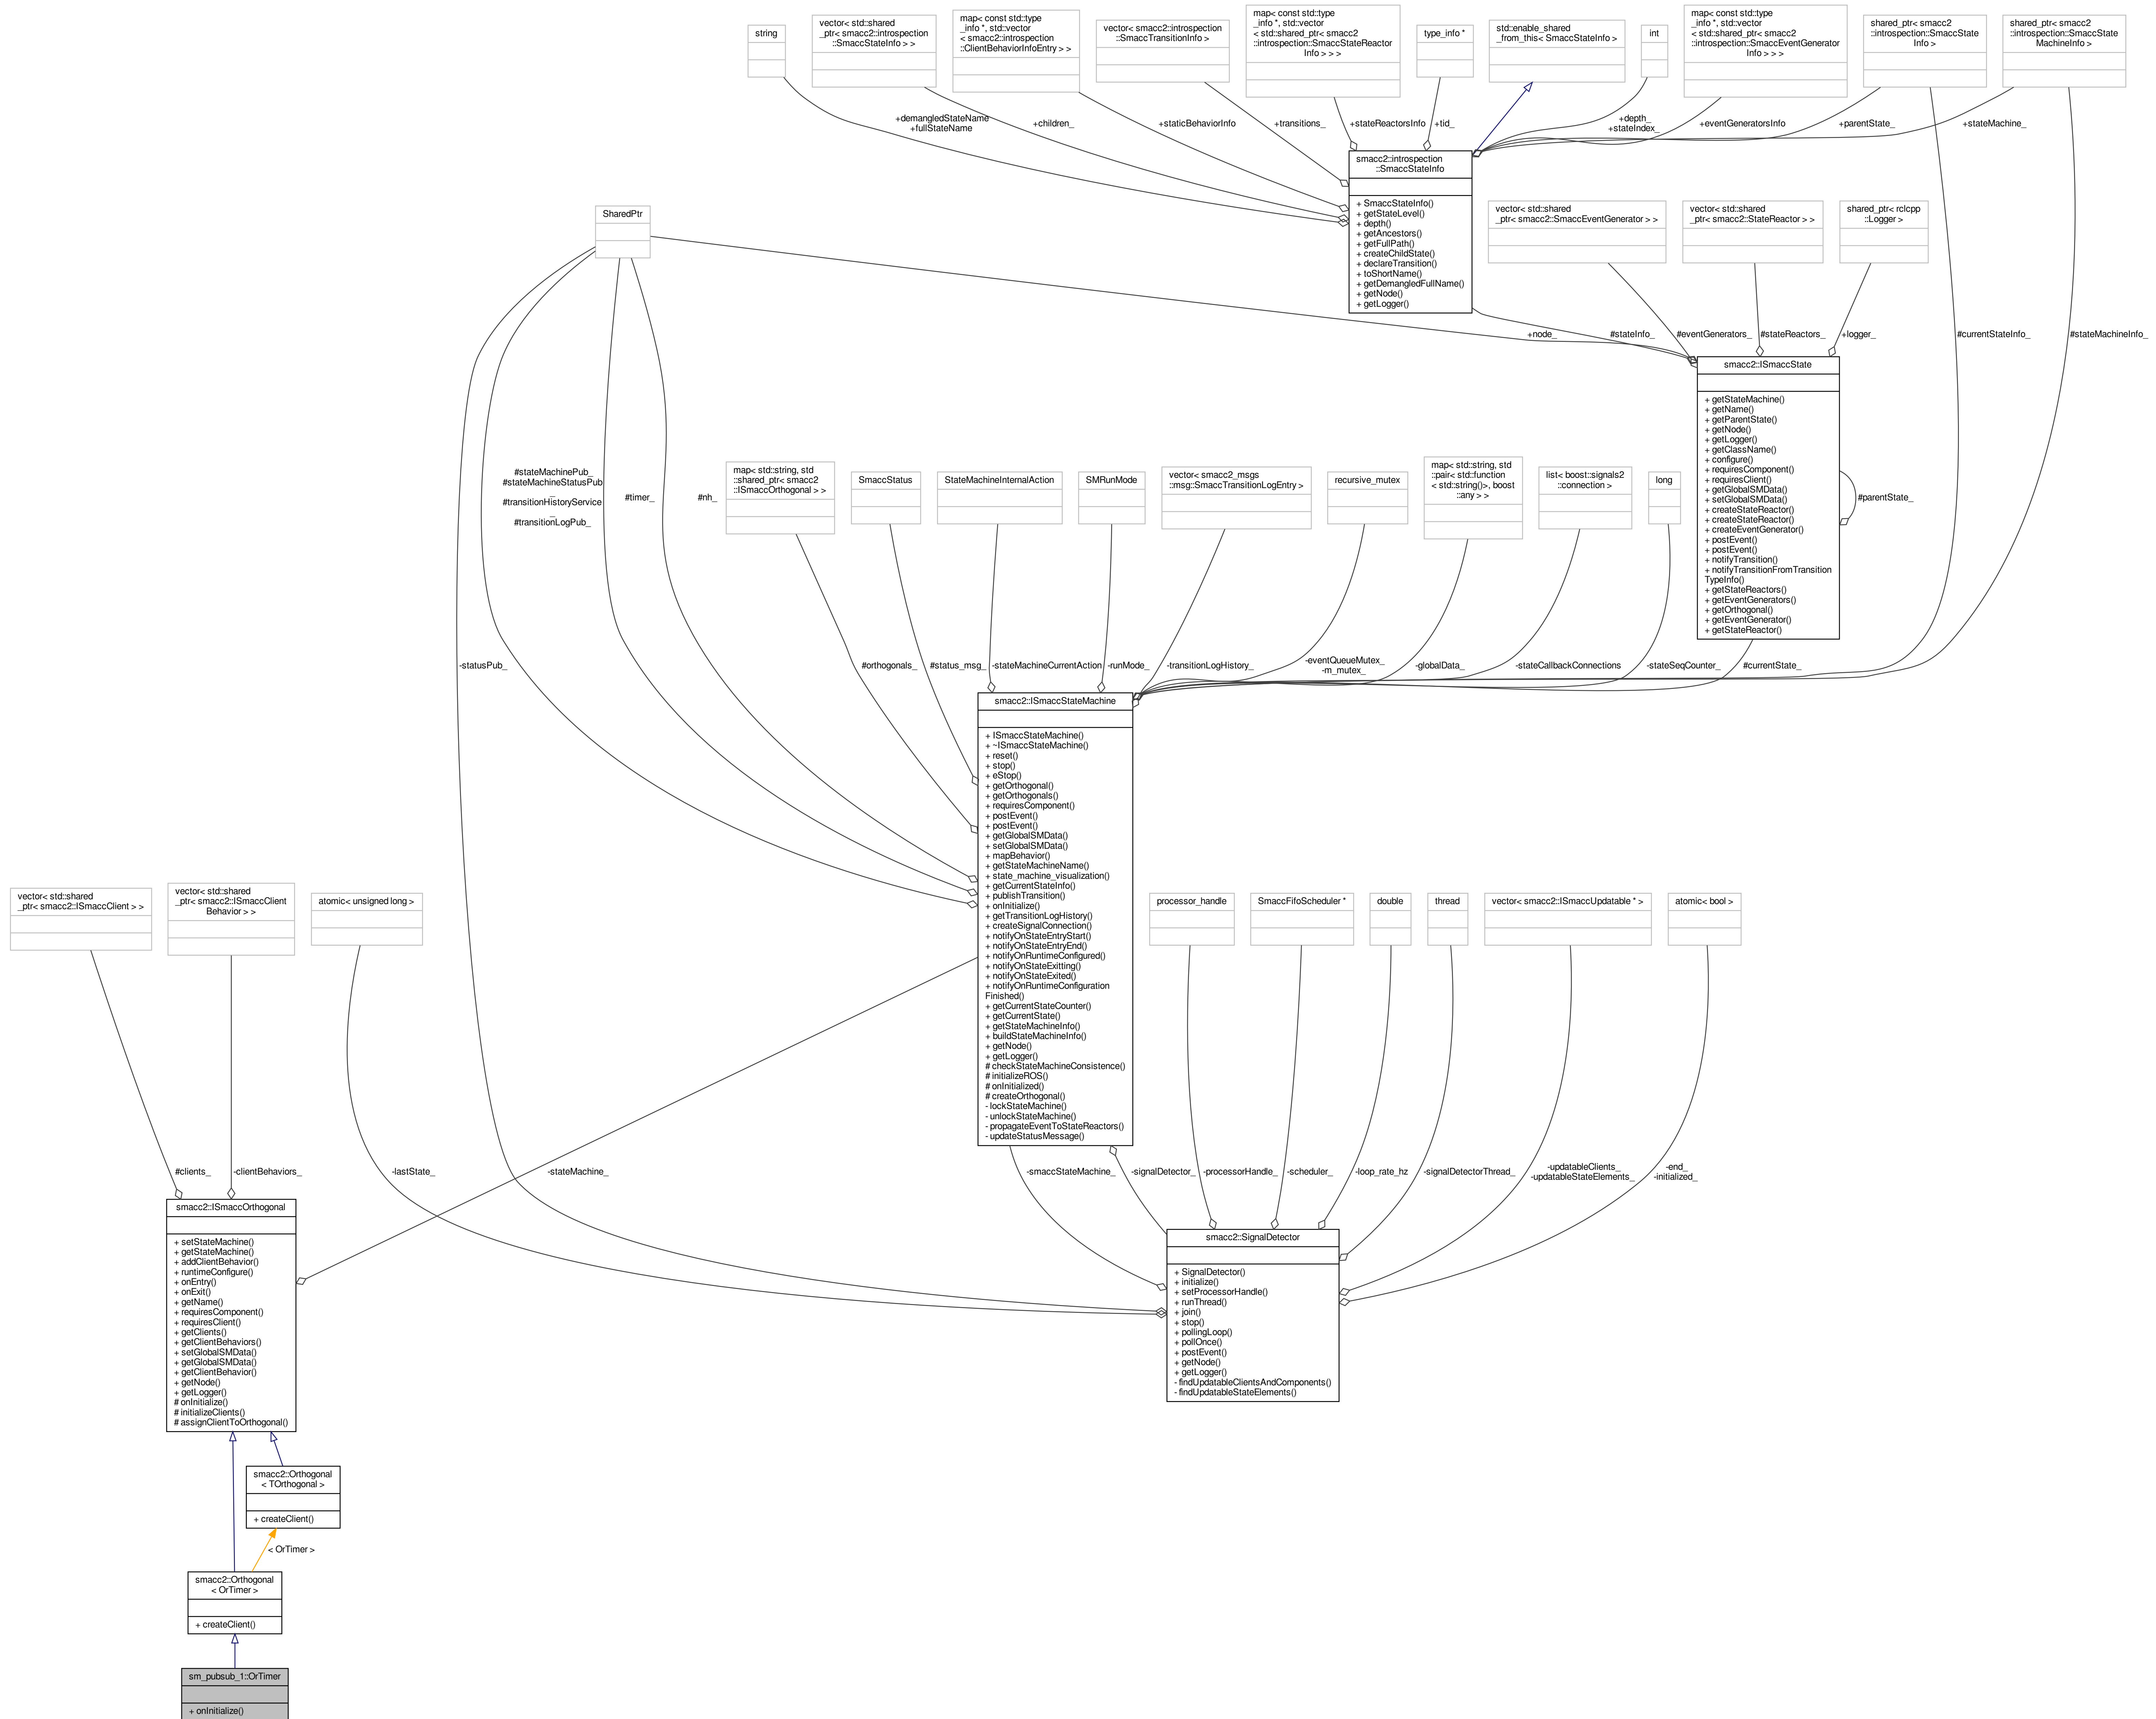 string
vector< std::shared
_ptr< smacc2::introspection
::SmaccStateInfo > >
map< const std::type
_info *, std::vector
< smacc2::introspection
::ClientBehaviorInfoEntry > >
vector< smacc2::introspection
::SmaccTransitionInfo >
map< const std::type
_info *, std::vector
< std::shared_ptr< smacc2
::introspection::SmaccStateReactor
Info > > >
type_info *
std::enable_shared
_from_this< SmaccStateInfo >
int
map< const std::type
_info *, std::vector
< std::shared_ptr< smacc2
::introspection::SmaccEventGenerator
Info > > >
shared_ptr< smacc2
::introspection::SmaccState
Info >
shared_ptr< smacc2
::introspection::SmaccState
MachineInfo >
+demangledStateName
+fullStateName
+children_
+staticBehaviorInfo
+transitions_
+stateReactorsInfo
+tid_
+depth_
+stateIndex_
+eventGeneratorsInfo
+parentState_
+stateMachine_
smacc2::introspection
::SmaccStateInfo
+ SmaccStateInfo()
+ getStateLevel()
+ depth()
+ getAncestors()
+ getFullPath()
+ createChildState()
+ declareTransition()
+ toShortName()
+ getDemangledFullName()
+ getNode()
+ getLogger()
SharedPtr
vector< std::shared
_ptr< smacc2::SmaccEventGenerator > >
vector< std::shared
_ptr< smacc2::StateReactor > >
shared_ptr< rclcpp
::Logger >
+node_
#stateInfo_
#eventGenerators_
#stateReactors_
+logger_
#currentStateInfo_
#stateMachineInfo_
smacc2::ISmaccState
+ getStateMachine()
+ getName()
+ getParentState()
+ getNode()
+ getLogger()
+ getClassName()
+ configure()
+ requiresComponent()
+ requiresClient()
+ getGlobalSMData()
+ setGlobalSMData()
+ createStateReactor()
+ createStateReactor()
+ createEventGenerator()
+ postEvent()
+ postEvent()
+ notifyTransition()
+ notifyTransitionFromTransition
TypeInfo()
+ getStateReactors()
+ getEventGenerators()
+ getOrthogonal()
+ getEventGenerator()
+ getStateReactor()
#parentState_
#stateMachinePub_
#stateMachineStatusPub
_
#transitionHistoryService
_
#transitionLogPub_
#timer_
#nh_
map< std::string, std
::shared_ptr< smacc2
::ISmaccOrthogonal > >
SmaccStatus
StateMachineInternalAction
SMRunMode
vector< smacc2_msgs
::msg::SmaccTransitionLogEntry >
recursive_mutex
map< std::string, std
::pair< std::function
< std::string()>, boost
::any > >
list< boost::signals2
::connection >
long
-statusPub_
#orthogonals_
#status_msg_
-stateMachineCurrentAction
-runMode_
-transitionLogHistory_
-eventQueueMutex_
-m_mutex_
-globalData_
-stateCallbackConnections
-stateSeqCounter_
#currentState_
smacc2::ISmaccStateMachine
+ ISmaccStateMachine()
+ ~ISmaccStateMachine()
+ reset()
+ stop()
+ eStop()
+ getOrthogonal()
+ getOrthogonals()
+ requiresComponent()
+ postEvent()
+ postEvent()
+ getGlobalSMData()
+ setGlobalSMData()
+ mapBehavior()
+ getStateMachineName()
+ state_machine_visualization()
+ getCurrentStateInfo()
+ publishTransition()
+ onInitialize()
+ getTransitionLogHistory()
+ createSignalConnection()
+ notifyOnStateEntryStart()
+ notifyOnStateEntryEnd()
+ notifyOnRuntimeConfigured()
+ notifyOnStateExitting()
+ notifyOnStateExited()
+ notifyOnRuntimeConfiguration
Finished()
+ getCurrentStateCounter()
+ getCurrentState()
+ getStateMachineInfo()
+ buildStateMachineInfo()
+ getNode()
+ getLogger()
# checkStateMachineConsistence()
# initializeROS()
# onInitialized()
# createOrthogonal()
- lockStateMachine()
- unlockStateMachine()
- propagateEventToStateReactors()
- updateStatusMessage()
vector< std::shared
_ptr< smacc2::ISmaccClient > >
vector< std::shared
_ptr< smacc2::ISmaccClient
Behavior > >
atomic< unsigned long >
processor_handle
SmaccFifoScheduler *
double
thread
vector< smacc2::ISmaccUpdatable * >
atomic< bool >
#clients_
-clientBehaviors_
-lastState_
-stateMachine_
-smaccStateMachine_
-signalDetector_
-processorHandle_
-scheduler_
-loop_rate_hz
-signalDetectorThread_
-updatableClients_
-updatableStateElements_
-end_
-initialized_
smacc2::ISmaccOrthogonal
+ setStateMachine()
+ getStateMachine()
+ addClientBehavior()
+ runtimeConfigure()
+ onEntry()
+ onExit()
+ getName()
+ requiresComponent()
+ requiresClient()
+ getClients()
+ getClientBehaviors()
+ setGlobalSMData()
+ getGlobalSMData()
+ getClientBehavior()
+ getNode()
+ getLogger()
# onInitialize()
# initializeClients()
# assignClientToOrthogonal()
smacc2::SignalDetector
+ SignalDetector()
+ initialize()
+ setProcessorHandle()
+ runThread()
+ join()
+ stop()
+ pollingLoop()
+ pollOnce()
+ postEvent()
+ getNode()
+ getLogger()
- findUpdatableClientsAndComponents()
- findUpdatableStateElements()
smacc2::Orthogonal
< TOrthogonal >
+ createClient()
< OrTimer >
smacc2::Orthogonal
< OrTimer >
+ createClient()
sm_pubsub_1::OrTimer
+ onInitialize()